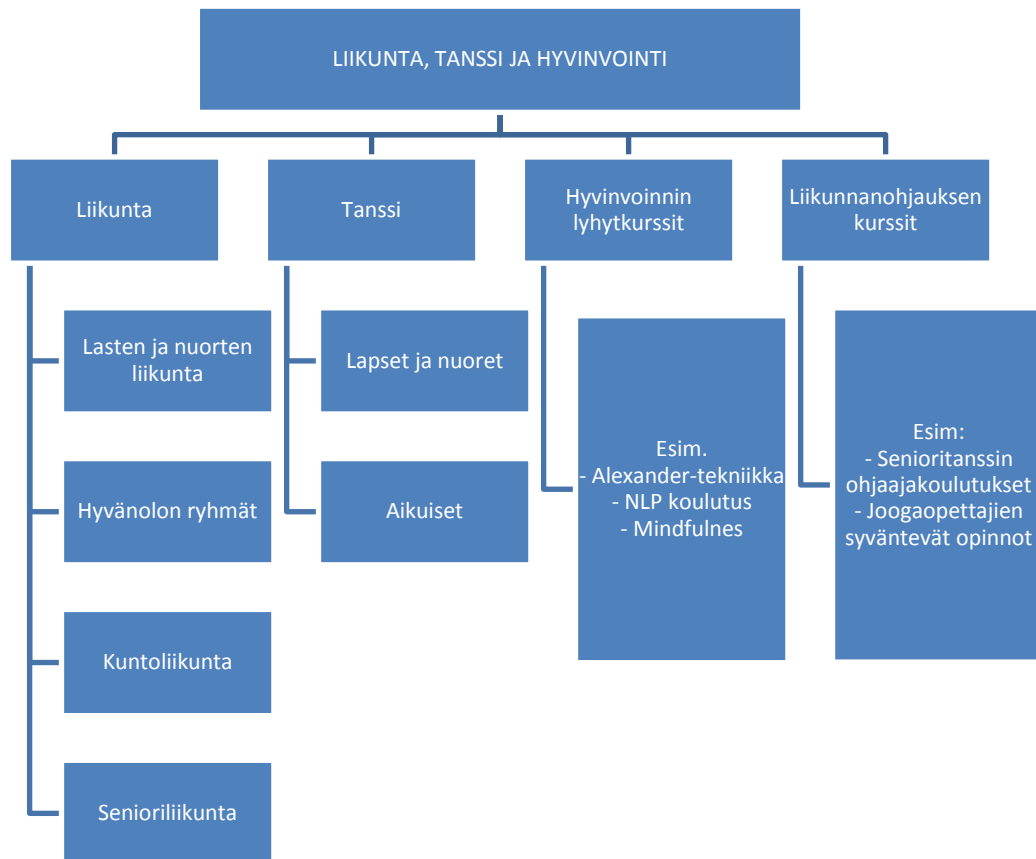 LIIKUNTA, TANSSI JA HYVINVOINTI
Liikunta
Lasten ja nuorten
liikunta
Hyvänolon ryhmät
Kuntoliikunta
Senioriliikunta
Tanssi
Lapset ja nuoret
Aikuiset
Hyvinvoinnin
lyhytkurssit
Esim.
- Alexander-tekniikka
- NLP koulutus
- Mindfulnes
Liikunnanohjauksen
kurssit
Esim:
- Senioritanssin
ohjaajakoulutukset
- Joogaopettajien
syväntevät opinnot